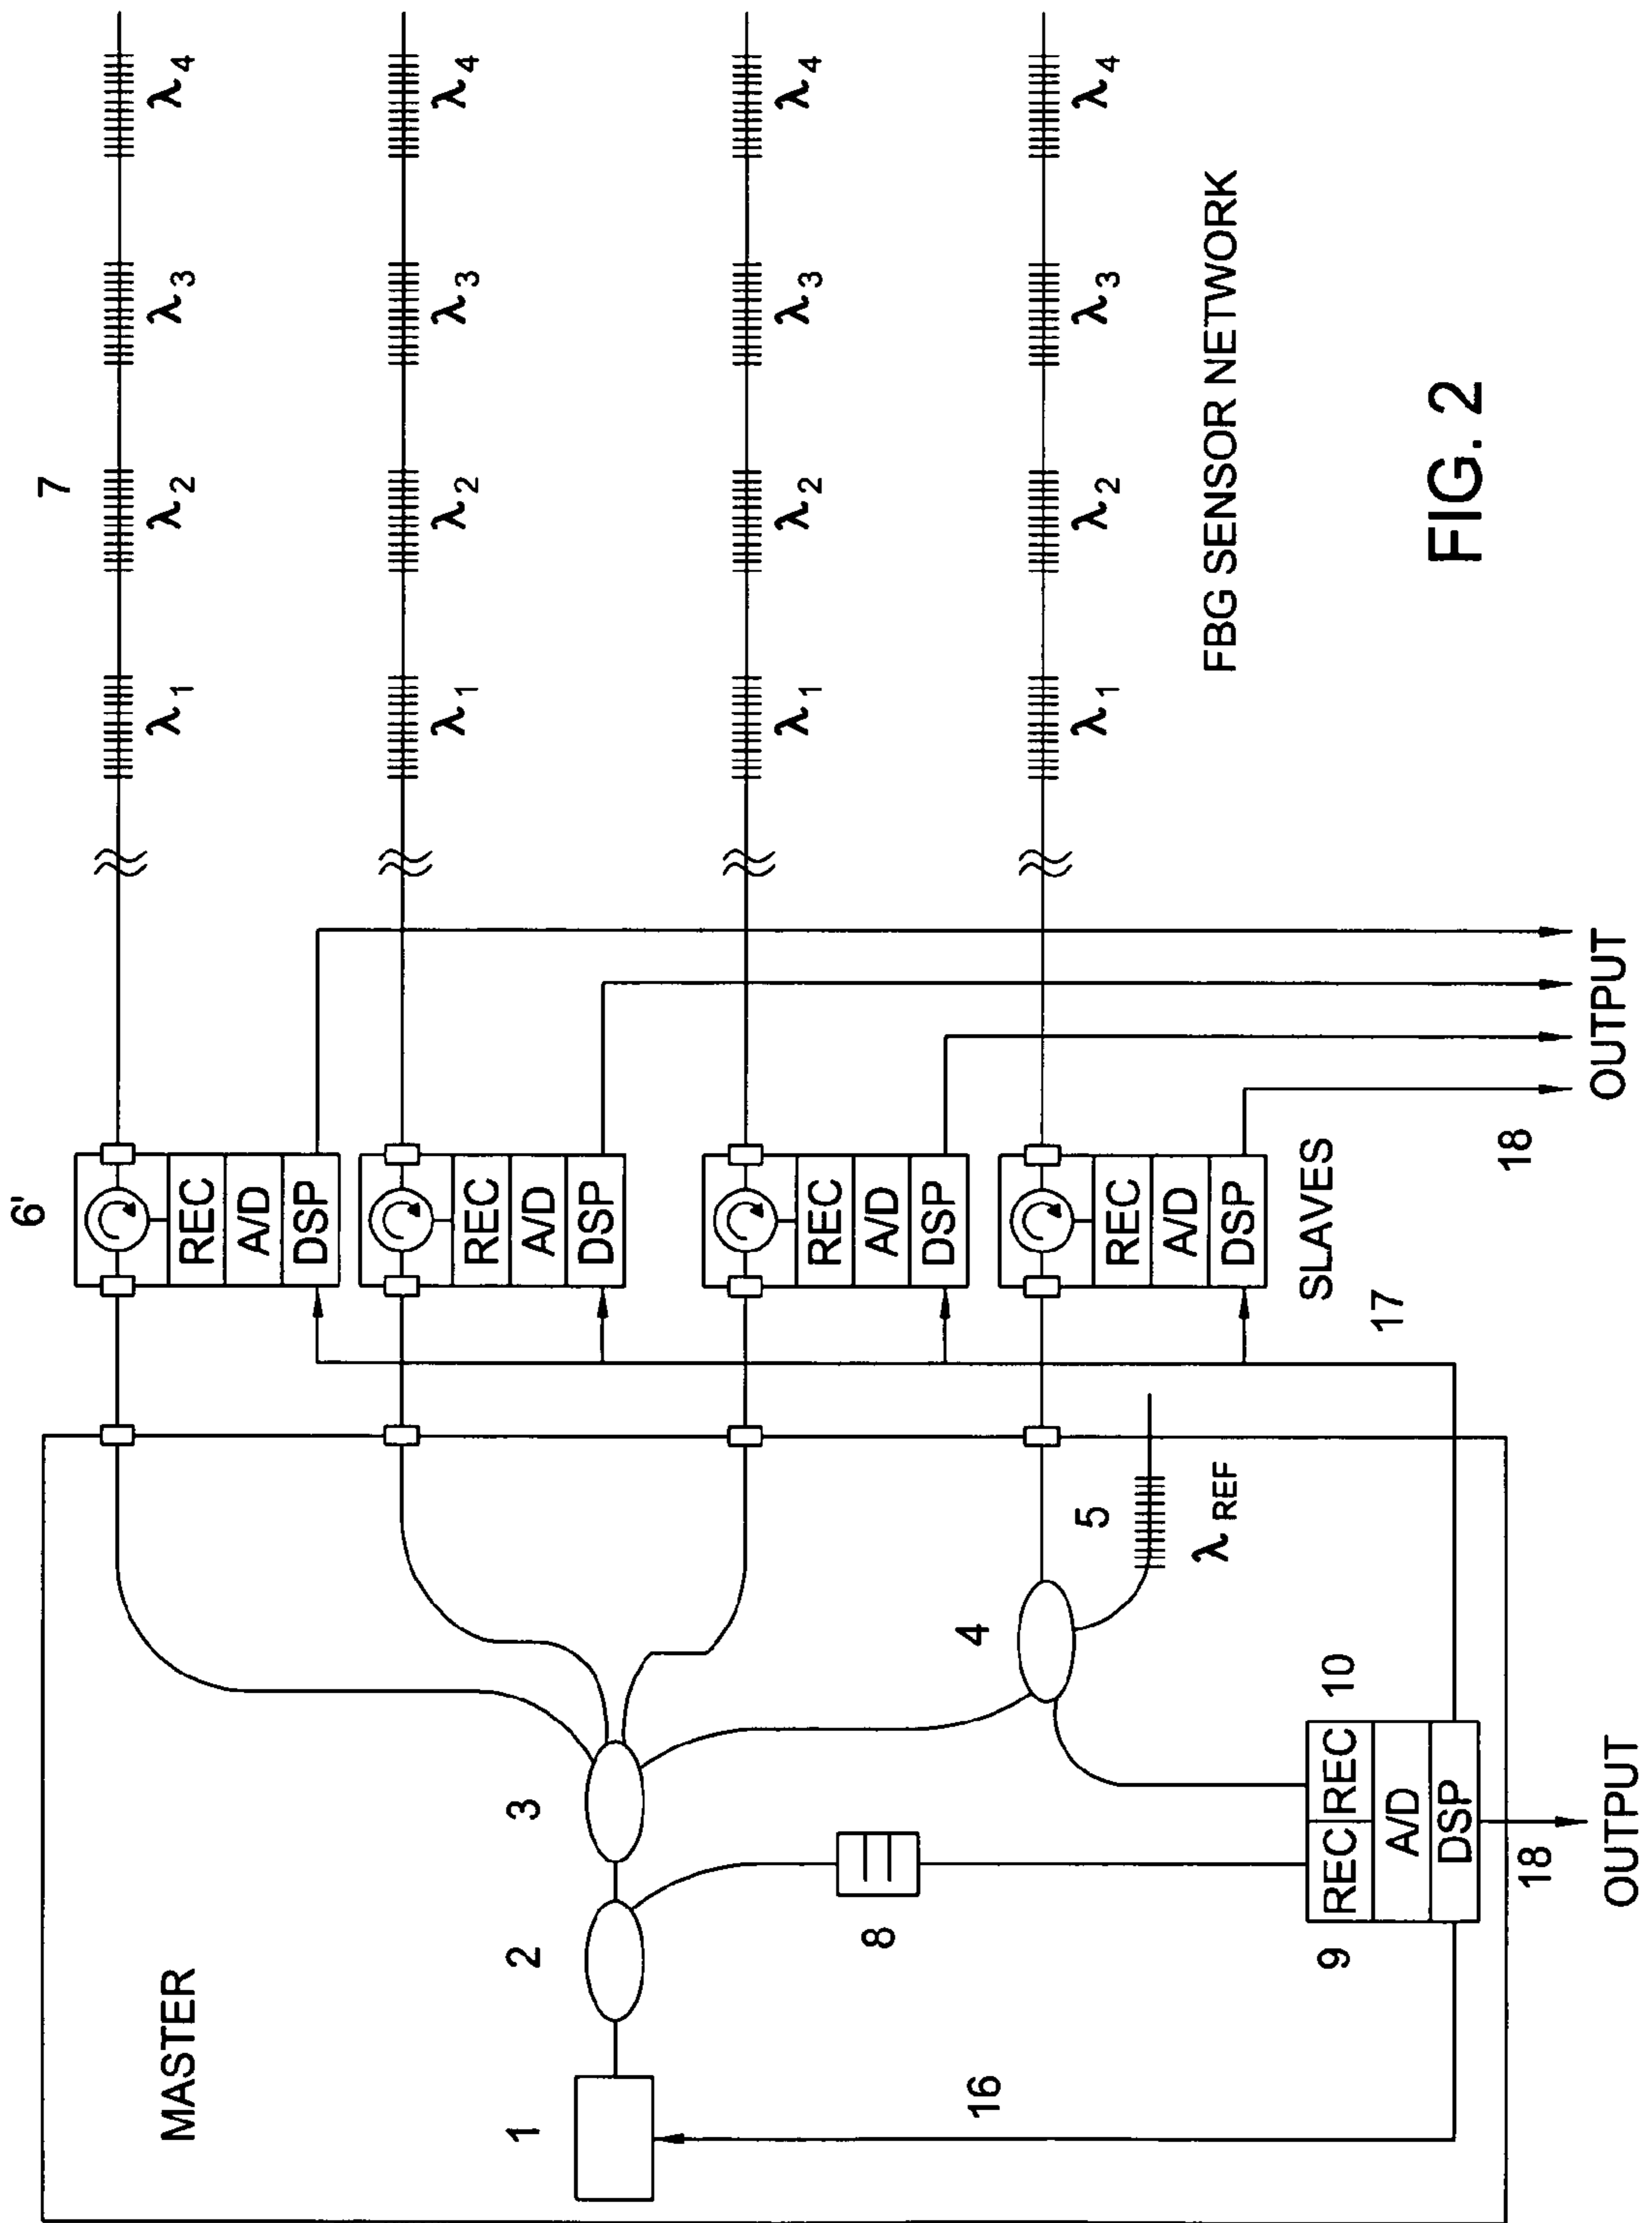 MASTER
1
2
3
4
5
λ REF
8
9
10
REC REC
A/D
DSP
16
18
OUTPUT
17
6'
REC
A/D
DSP
REC
A/D
DSP
REC
A/D
DSP
REC
A/D
DSP
SLAVES
18
OUTPUT
7
λ1 λ2 λ3 λ4
λ1 λ2 λ3 λ4
λ1 λ2 λ3 λ4
λ1 λ2 λ3 λ4
FBG SENSOR NETWORK
FIG. 2